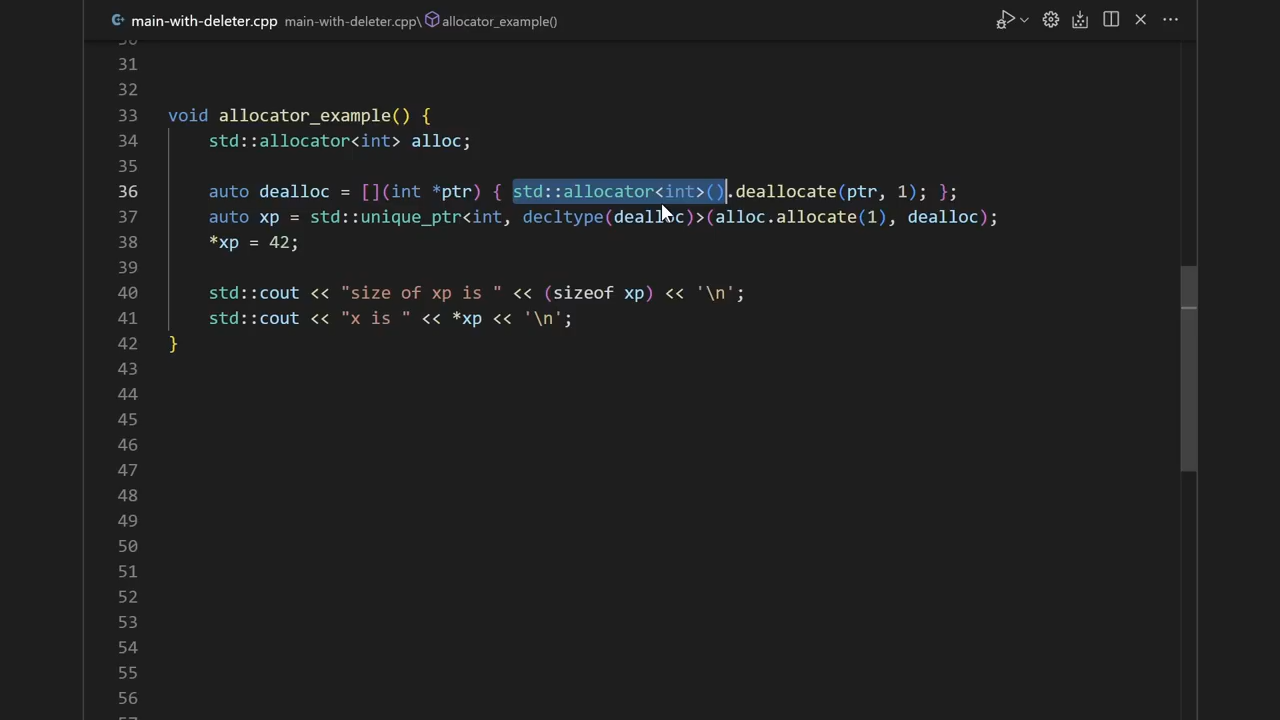 main-with-deleter.cpp main-with-deleter.cpp\ allocator_example()
30
31
32
33 void allocator_example() {
34 std::allocator<int> alloc;
35
36 auto dealloc = [](int *ptr) { std::allocator<int>().deallocate(ptr, 1); };
37 auto xp = std::unique_ptr<int, decltype(dealloc)>(alloc.allocate(1), dealloc);
38 *xp = 42;
39
40 std::cout << "size of xp is " << (sizeof xp) << '\n';
41 std::cout << "x is " << *xp << '\n';
42 }
43
44
45
46
47
48
49
50
51
52
53
54
55
56
57